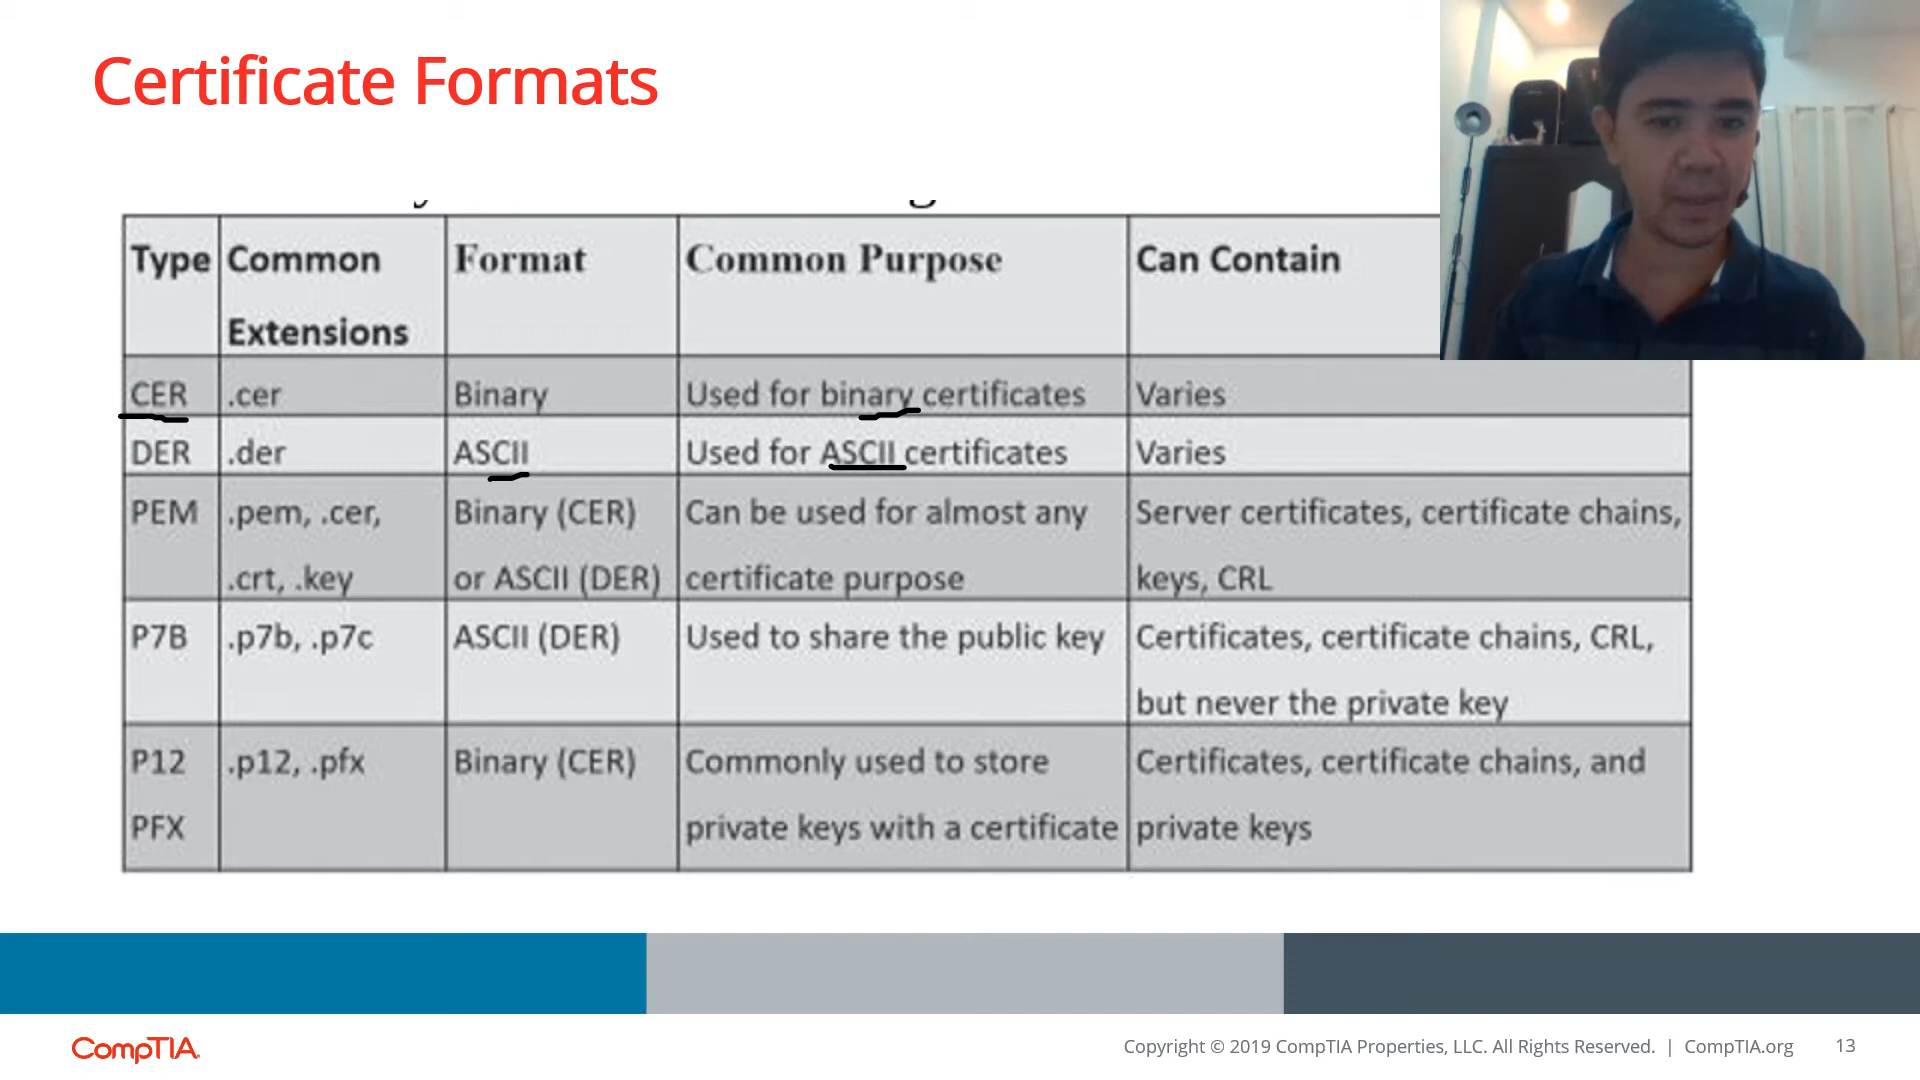 Certificate Formats
Type Common Extensions Format Common Purpose Can Contain
CER .cer Binary Used for binary certificates Varies
DER .der ASCII Used for ASCII certificates Varies
PEM .pem, .cer, .crt, .key Binary (CER) or ASCII (DER) Can be used for almost any certificate purpose Server certificates, certificate chains, keys, CRL
P7B .p7b, .p7c ASCII (DER) Used to share the public key Certificates, certificate chains, CRL, but never the private key
P12 PFX .p12, .pfx Binary (CER) Commonly used to store private keys with a certificate Certificates, certificate chains, and private keys
CompTIA.
Copyright © 2019 CompTIA Properties, LLC. All Rights Reserved. | CompTIA.org 13